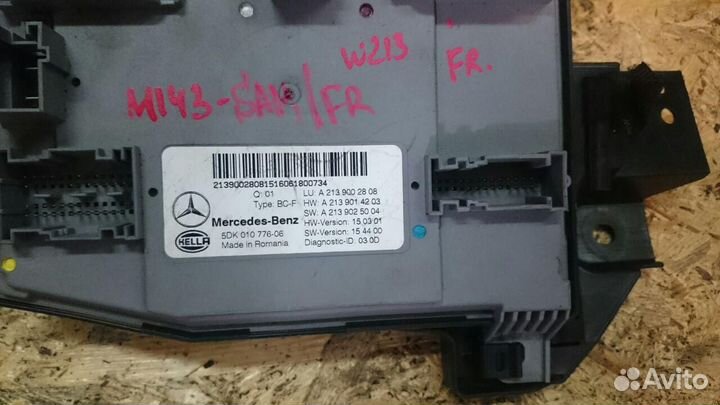 W213
FR.
M143-SAM/FR
21390028081516061800734
Q: 01 LU: A 213 900 28 08
Type: BC-F HW: A 213 901 42 03
SW: A 213 902 50 04
Mercedes-Benz HW-Version: 15.03 01
HELLA 5DK 010 776-06 SW-Version: 15 44 00
Made in Romania Diagnostic-ID: 03 0D
Avito